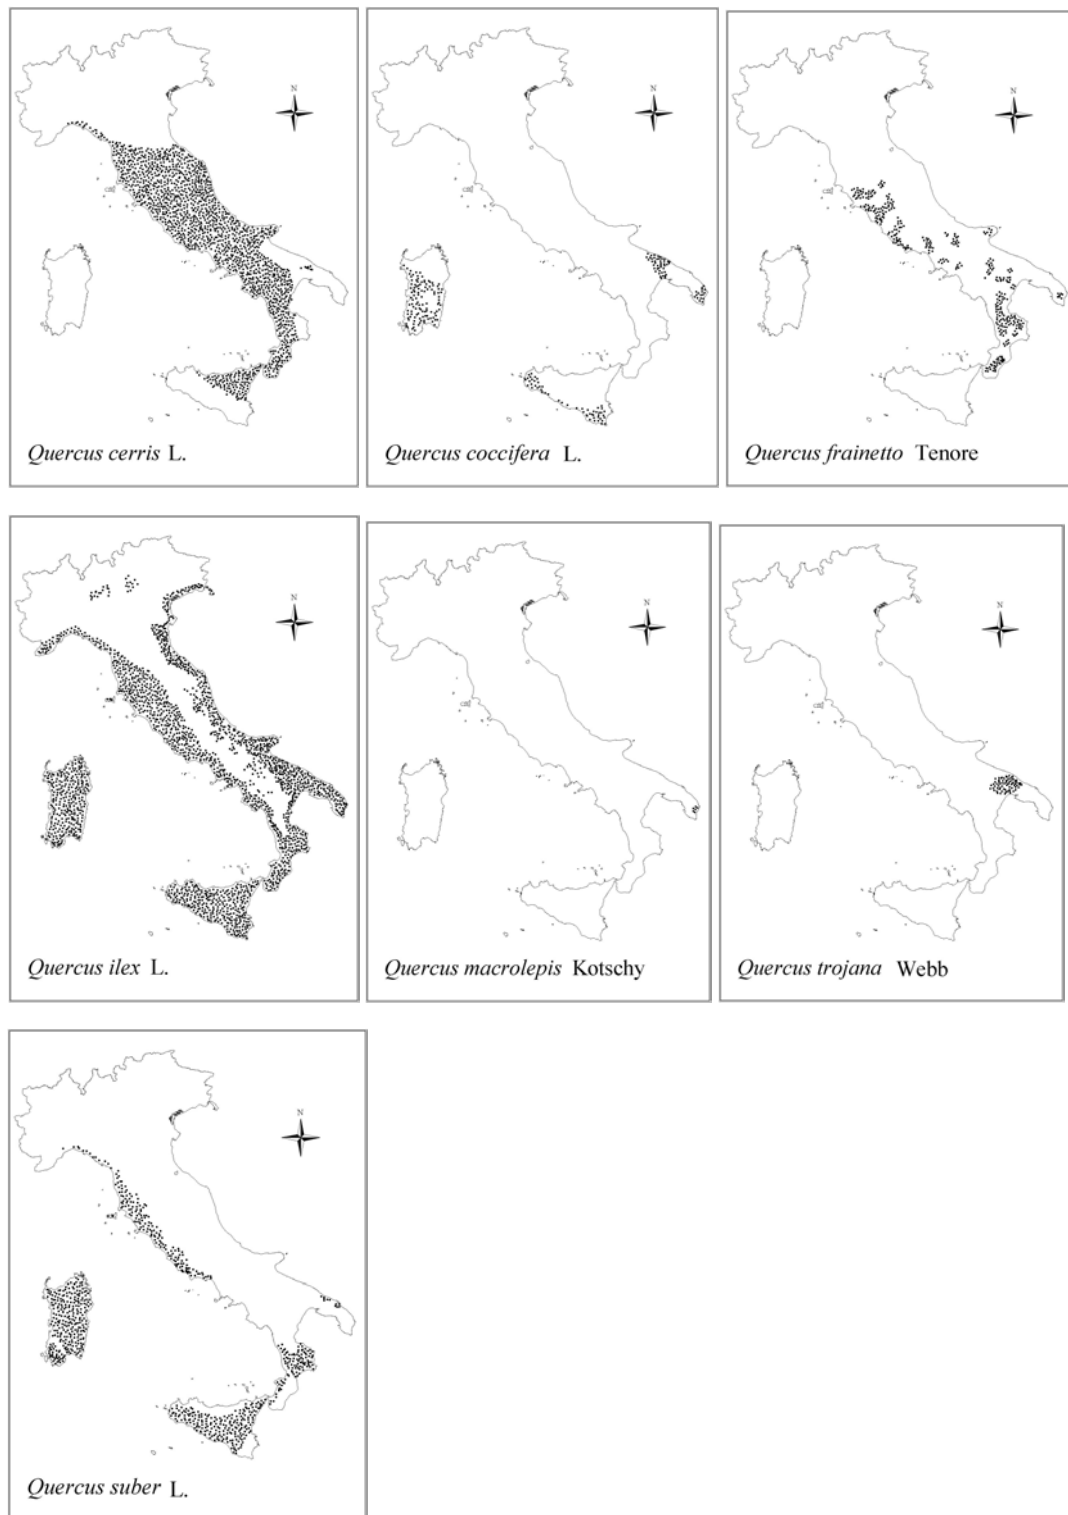 N
N
N
Quercus cerris L.
Quercus coccifera L.
Quercus frainetto Tenore
N
N
N
Quercus ilex L.
Quercus macrolepis Kotschy
Quercus trojana Webb
N
Quercus suber L.